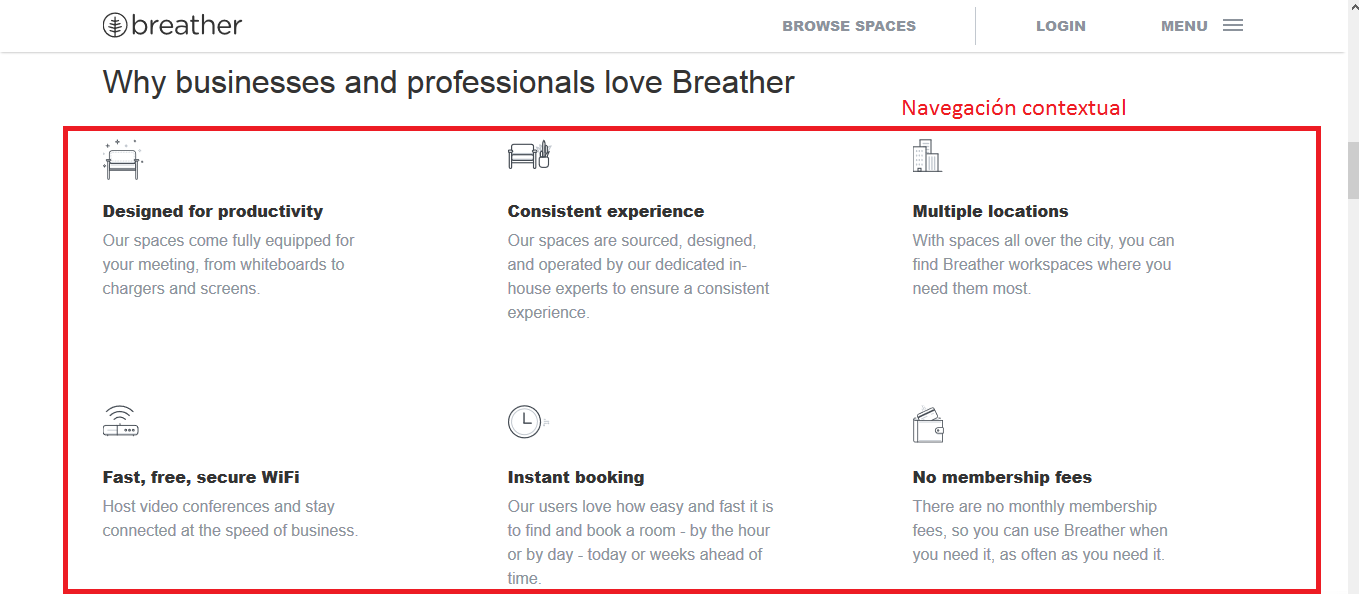 breather
BROWSE SPACES
LOGIN
MENU
Why businesses and professionals love Breather
Navegación contextual
Designed for productivity
Our spaces come fully equipped for
your meeting, from whiteboards to
chargers and screens.
Consistent experience
Our spaces are sourced, designed,
and operated by our dedicated in-
house experts to ensure a consistent
experience.
Multiple locations
With spaces all over the city, you can
find Breather workspaces where you
need them most.
Fast, free, secure WiFi
Host video conferences and stay
connected at the speed of business.
Instant booking
Our users love how easy and fast it is
to find and book a room - by the hour
or by day - today or weeks ahead of
time.
No membership fees
There are no monthly membership
fees, so you can use Breather when
you need it, as often as you need it.